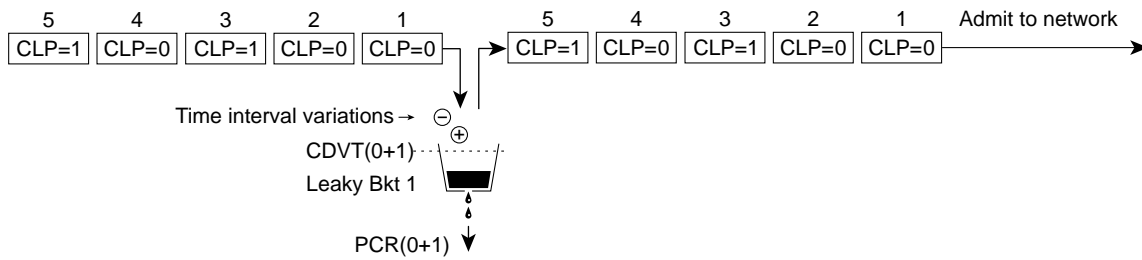 5 4 3 2 1 5 4 3 2 1 Admit to network
CLP=1 CLP=0 CLP=1 CLP=0 CLP=0 CLP=1 CLP=0 CLP=1 CLP=0 CLP=0
Time interval variations → − +
CDVT(0+1)
Leaky Bkt 1
PCR(0+1)